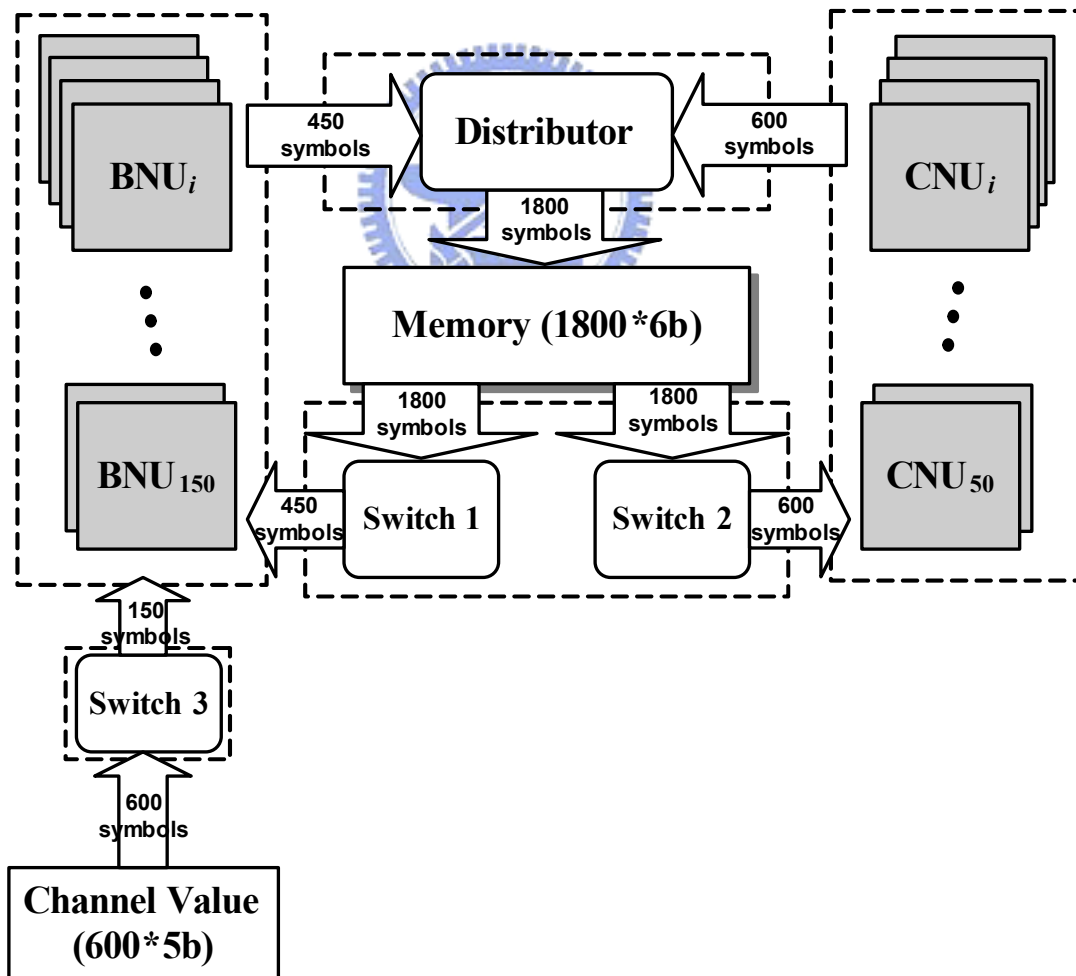 BNUi
450
symbols
Distributor
600
symbols
CNUi
1800
symbols
Memory (1800*6b)
1800
symbols
1800
symbols
BNU150
450
symbols
Switch 1
Switch 2
600
symbols
CNU50
150
symbols
Switch 3
600
symbols
Channel Value
(600*5b)